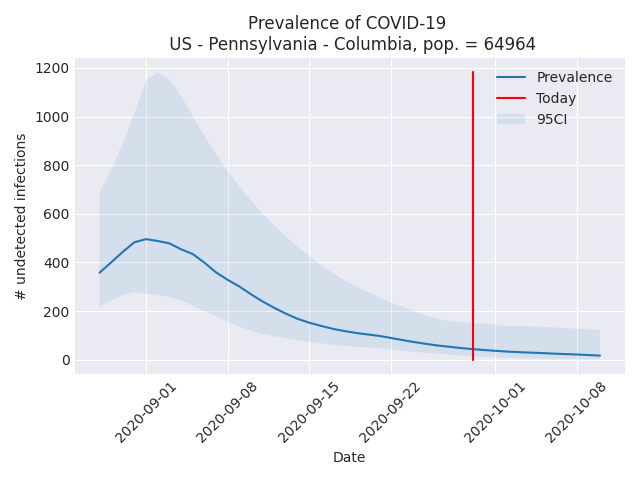 Prevalence of COVID-19
US - Pennsylvania - Columbia, pop. = 64964
1200
1000
800
600
400
200
0
# undetected infections
Prevalence
Today
95CI
2020-09-01
2020-09-08
2020-09-15
2020-09-22
2020-10-01
2020-10-08
Date